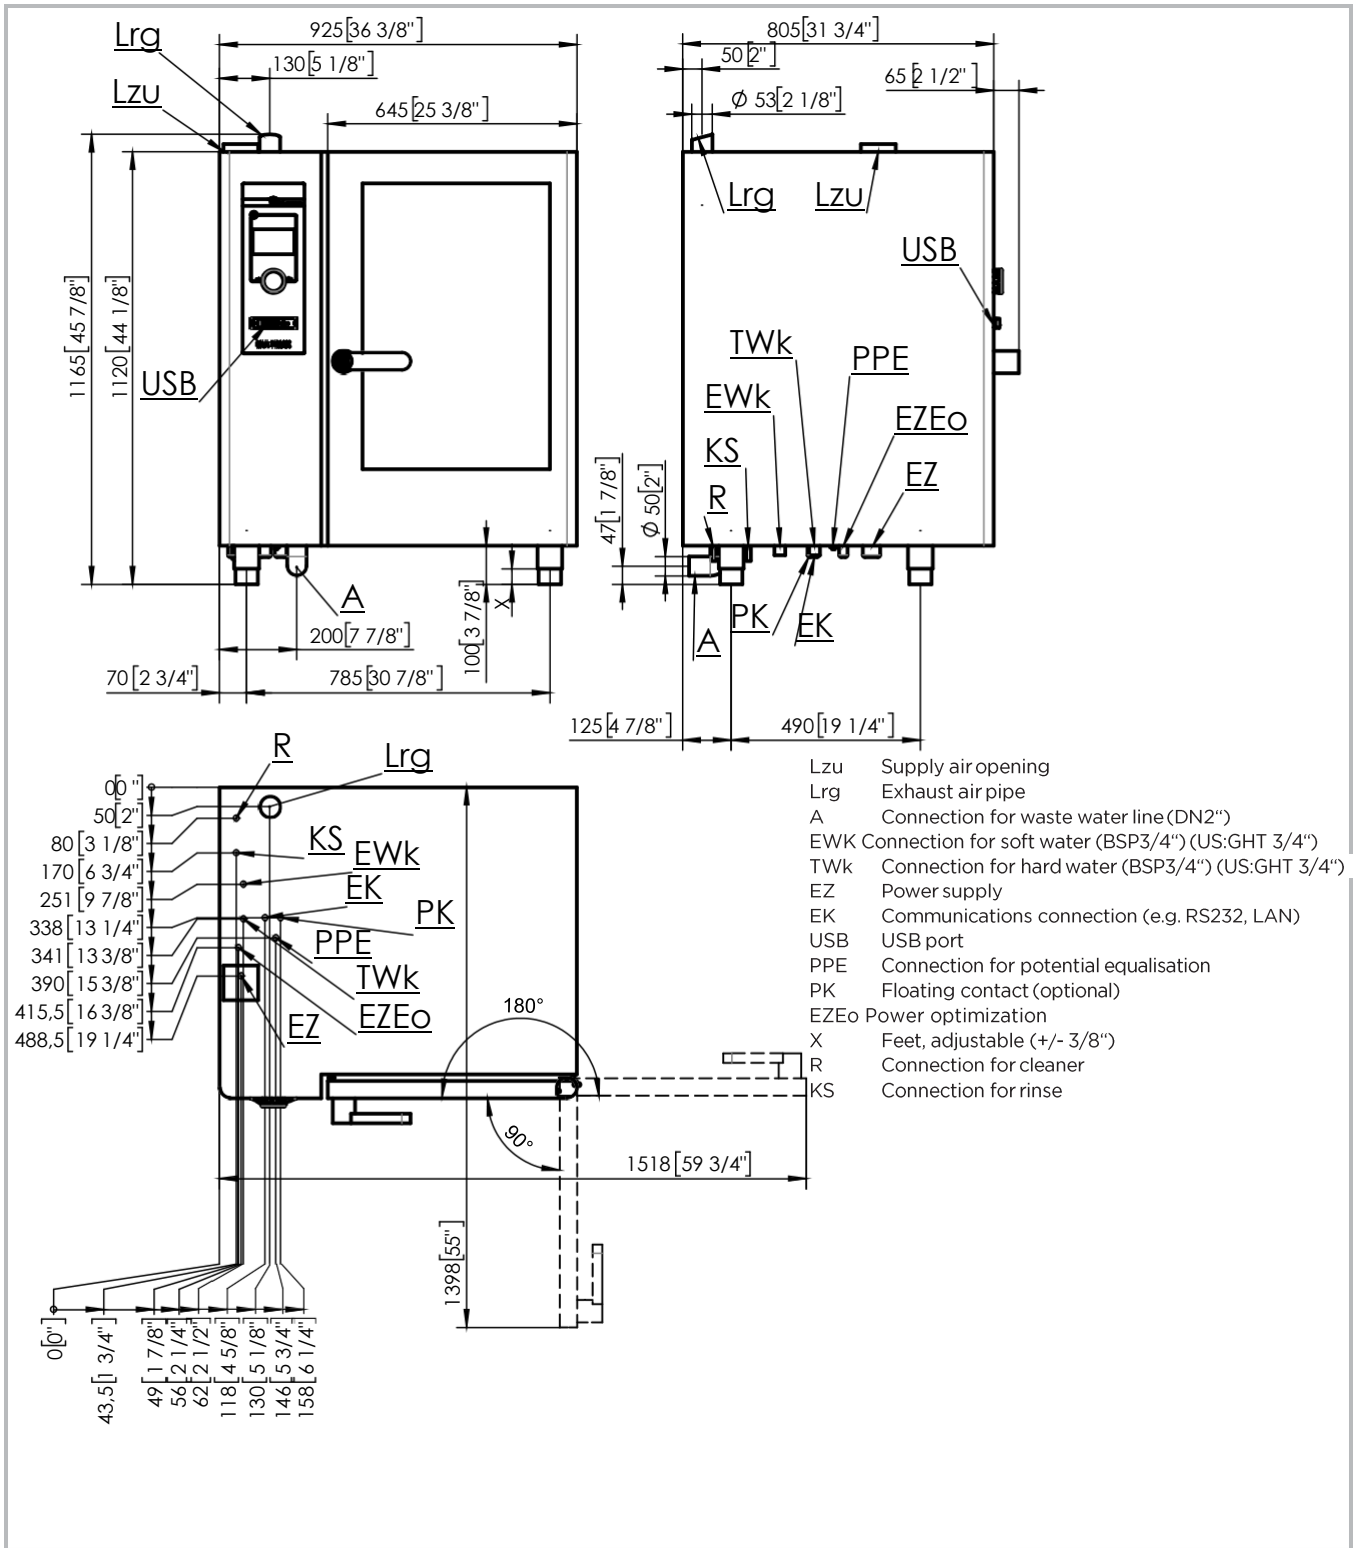 925[36 3/8"]
Lrg
130[5 1/8"]
Lzu
645[25 3/8"]
1165[45 7/8"]
1120[44 1/8"]
USB
A
200[7 7/8"]
100[3 7/8"]
X
70[2 3/4"]
785[30 7/8"]
805[31 3/4"]
50[2"]
65[2 1/2"]
Ø 53[2 1/8"]
Lrg
Lzu
USB
TWk
PPE
EWk
EZEo
KS
EZ
R
47[1 7/8"]
Ø 50[2"]
PK
EK
A
125[4 7/8"]
490[19 1/4"]
R
Lrg
0[0 "]
50[2"]
80[3 1/8"]
170[6 3/4"]
251[9 7/8"]
338[13 1/4"]
341[13 3/8"]
390[15 3/8"]
415,5[16 3/8"]
488,5[19 1/4"]
KS
EWk
EK
PK
PPE
TWk
EZEo
EZ
180°
90°
1518[59 3/4"]
1398[55"]
0[0"]
43,5[1 3/4"]
49[1 7/8"]
56[2 1/4"]
62[2 1/2"]
118[4 5/8"]
130[5 1/8"]
146[5 3/4"]
158[6 1/4"]
Lzu Supply air opening
Lrg Exhaust air pipe
A Connection for waste water line (DN2“)
EWK Connection for soft water (BSP3/4“) (US:GHT 3/4“)
TWk Connection for hard water (BSP3/4“) (US:GHT 3/4“)
EZ Power supply
EK Communications connection (e.g. RS232, LAN)
USB USB port
PPE Connection for potential equalisation
PK Floating contact (optional)
EZEo Power optimization
X Feet, adjustable (+/- 3/8“)
R Connection for cleaner
KS Connection for rinse